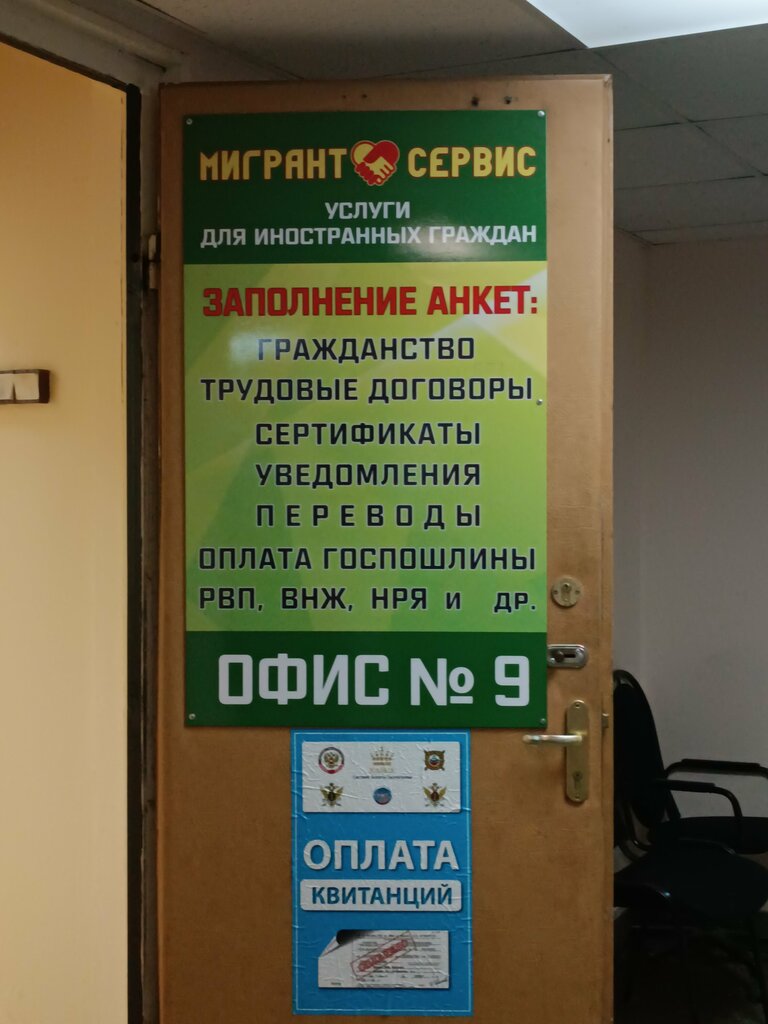 МИГРАНТ СЕРВИС
УСЛУГИ
ДЛЯ ИНОСТРАННЫХ ГРАЖДАН
ЗАПОЛНЕНИЕ АНКЕТ:
ГРАЖДАНСТВО
ТРУДОВЫЕ ДОГОВОРЫ
СЕРТИФИКАТЫ
УВЕДОМЛЕНИЯ
ПЕРЕВОДЫ
ОПЛАТА ГОСПОШЛИНЫ
РВП, ВНЖ, НРЯ и др.
ОФИС № 9
ОПЛАТА
КВИТАНЦИЙ